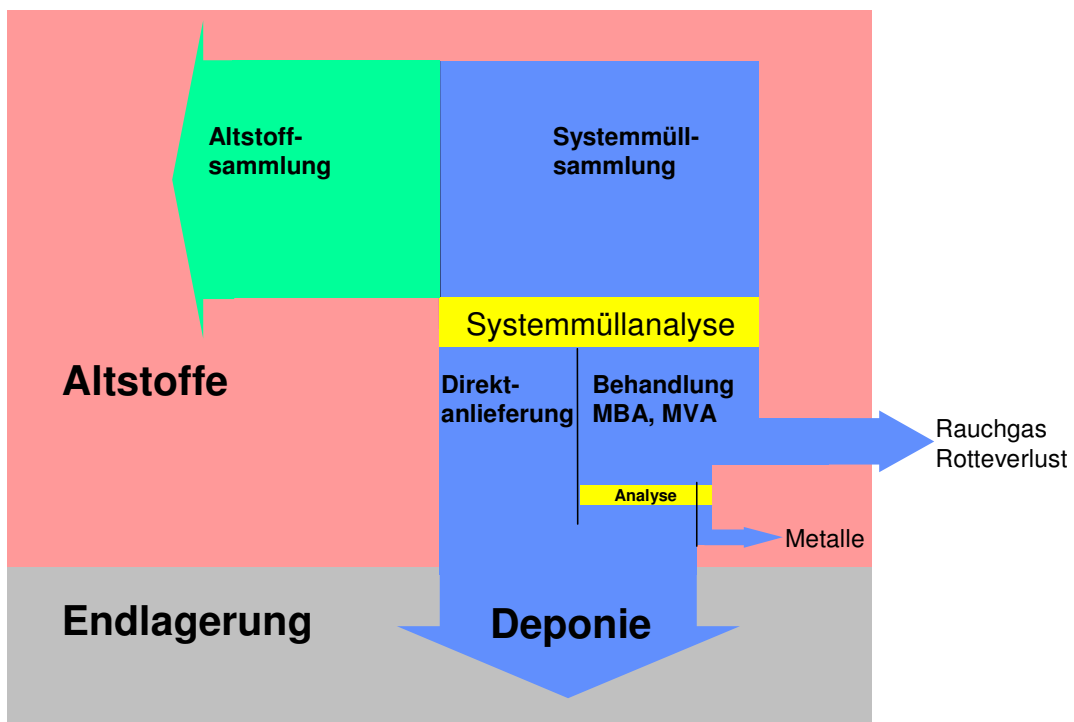 Altstoff-
sammlung
Systemmüll-
sammlung
Systemmüllanalyse
Altstoffe
Direkt-
anlieferung
Behandlung
MBA, MVA
Rauchgas
Rotteverlust
Analyse
Metalle
Endlagerung
Deponie